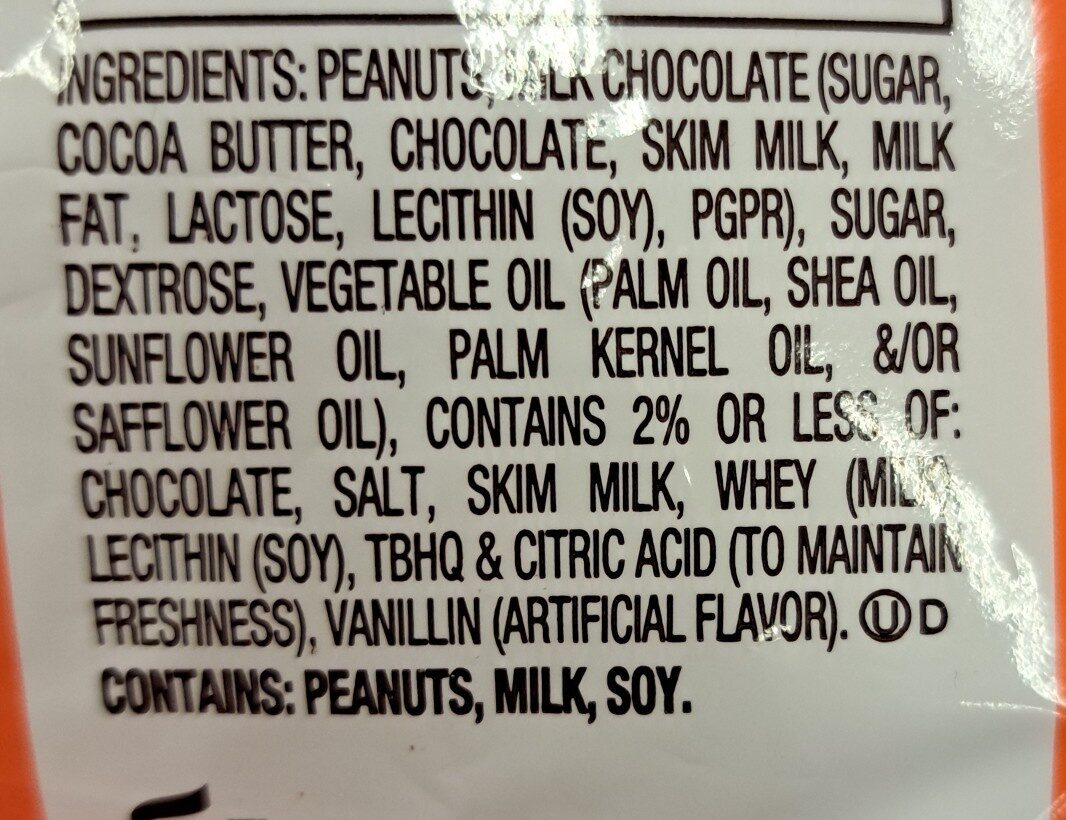 INGREDIENTS: PEANUTS, MILK CHOCOLATE (SUGAR,
COCOA BUTTER, CHOCOLATE, SKIM MILK, MILK
FAT, LACTOSE, LECITHIN (SOY), PGPR), SUGAR,
DEXTROSE, VEGETABLE OIL (PALM OIL, SHEA OIL,
SUNFLOWER OIL, PALM KERNEL OIL, &/OR
SAFFLOWER OIL), CONTAINS 2% OR LESS OF:
CHOCOLATE, SALT, SKIM MILK, WHEY (MILK),
LECITHIN (SOY), TBHQ & CITRIC ACID (TO MAINTAIN
FRESHNESS), VANILLIN (ARTIFICIAL FLAVOR). Ⓤ D
CONTAINS: PEANUTS, MILK, SOY.